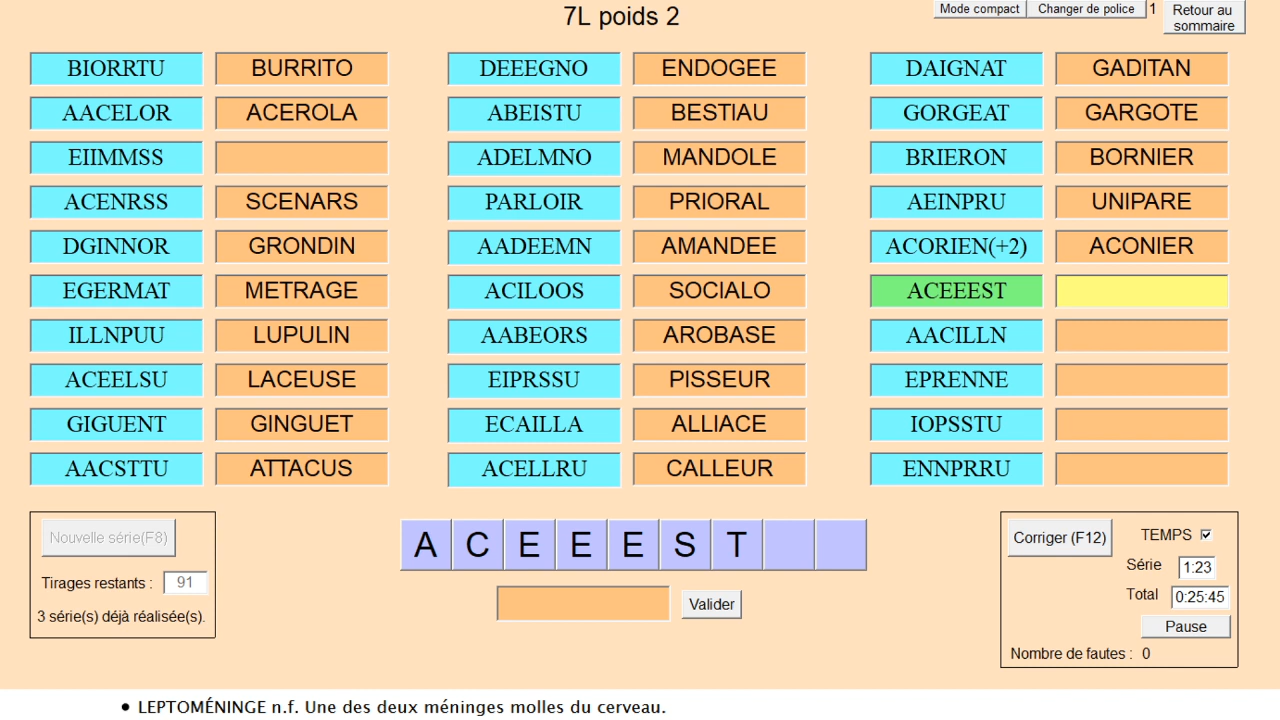 7L poids 2
Mode compact Changer de police 1 Retour au
sommaire
BIORRTU BURRITO DEEEGNO ENDOGEE DAIGNAT GADITAN
AACELOR ACEROLA ABEISTU BESTIAU GORGEAT GARGOTE
EIIMMSS ADELMNO MANDOLE BRIERON BORNIER
ACENRSS SCENARS PARLOIR PRIORAL AEINPRU UNIPARE
DGINNOR GRONDIN AADEEMN AMANDEE ACORIEN(+2) ACONIER
EGERMAT METRAGE ACILOOS SOCIALO ACEEEST
ILLNPUU LUPULIN AABEORS AROBASE AACILLN
ACEELSU LACEUSE EIPRSSU PISSEUR EPRENNE
GIGUENT GINGUET ECAILLA ALLIACE IOPSSTU
AACSTTU ATTACUS ACELLRU CALLEUR ENNPRRU
Nouvelle série(F8)
Tirages restants : 91
3 série(s) déjà réalisée(s).
A C E E E S T
Valider
Corriger (F12) TEMPS
Série 1:23
Total 0:25:45
Pause
Nombre de fautes : 0
• LEPTOMÉNINGE n.f. Une des deux méninges molles du cerveau.